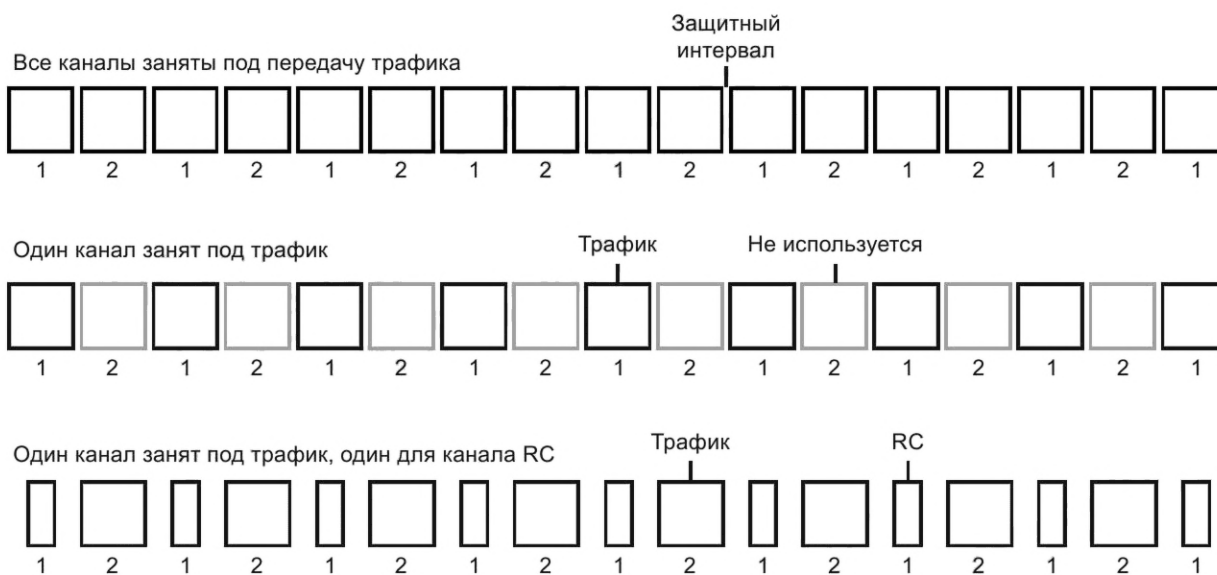 Защитный
интервал
Все каналы заняты под передачу трафика
1 2 1 2 1 2 1 2 1 2 1 2 1 2 1 2 1
Один канал занят под трафик Трафик Не используется
1 2 1 2 1 2 1 2 1 2 1 2 1 2 1 2 1
Один канал занят под трафик, один для канала RC Трафик RC
1 2 1 2 1 2 1 2 1 2 1 2 1 2 1 2 1